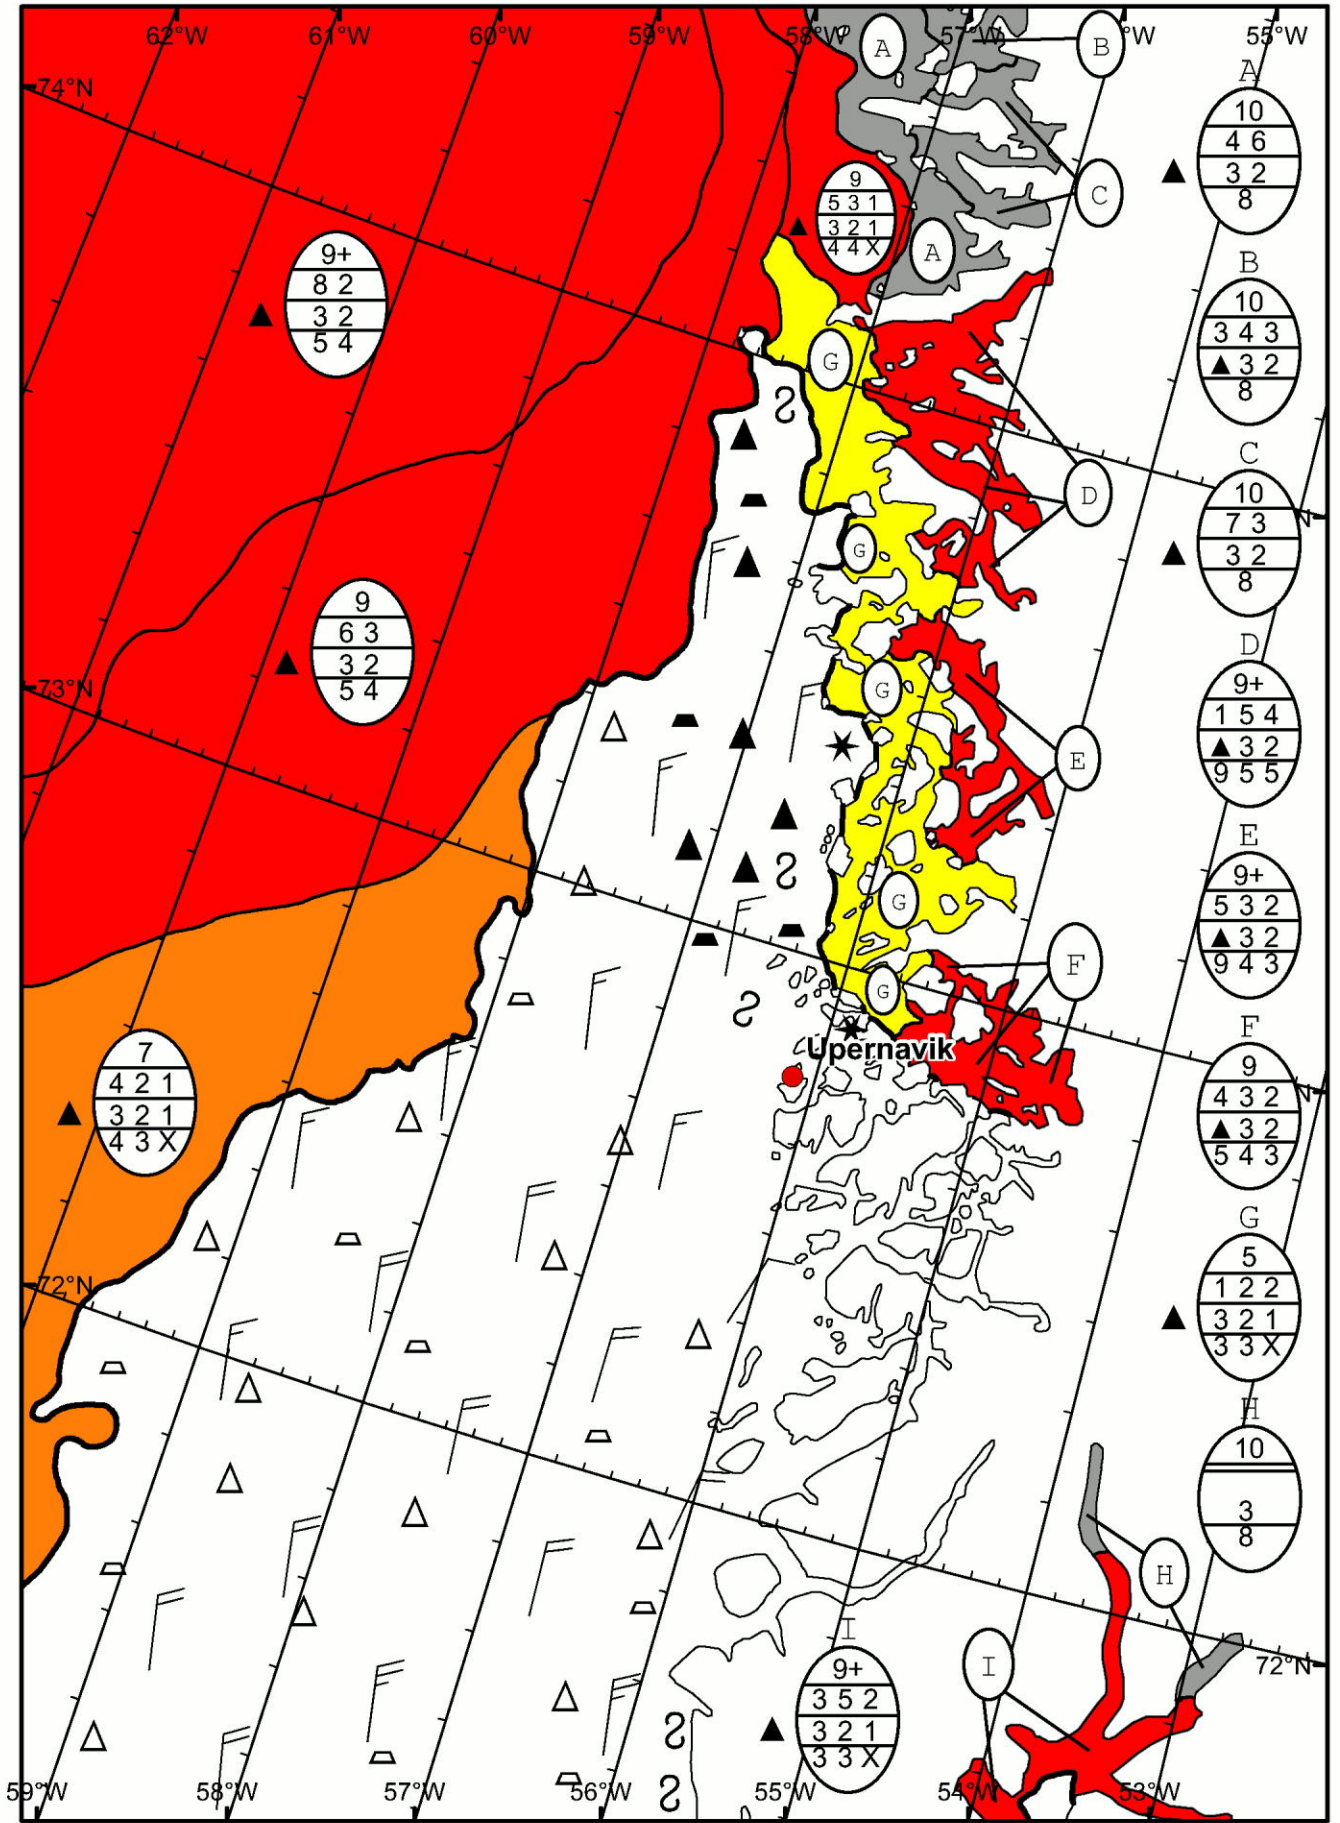 62°W 61°W 60°W 59°W 58°W 57°W °W 55°W
74°N
A
B
C
A
9
5 3 1
3 2 1
4 4 X
9+
8 2
3 2
5 4
G
D
G
9
6 3
3 2
5 4
73°N
G
E
G
F
G
Upernavik
7
4 2 1
3 2 1
4 3 X
72°N
A
10
4 6
3 2
8
B
10
3 4 3
3 2
8
C
10
7 3
3 2
8
N
D
9+
1 5 4
3 2
9 5 5
E
9+
5 3 2
3 2
9 4 3
F
9
4 3 2
3 2
5 4 3
N
G
5
1 2 2
3 2 1
3 3 X
H
10
3
8
H
I
72°N
I
9+
3 5 2
3 2 1
3 3 X
59°W 58°W 57°W 56°W 55°W 54°W 53°W